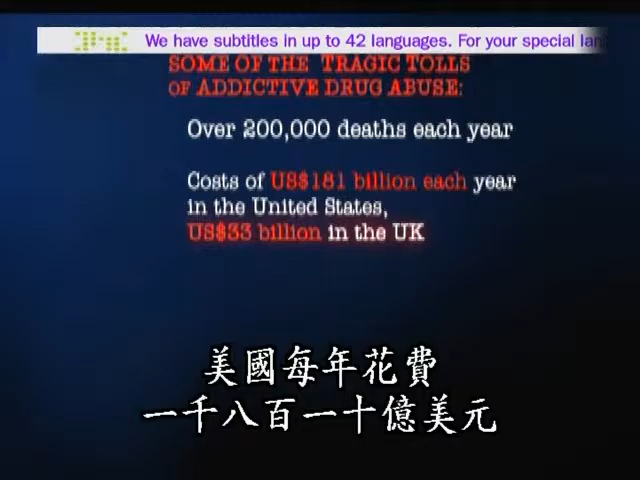 We have subtitles in up to 42 languages. For your special
SOME OF THE TRAGIC TOLLS
OF ADDICTIVE DRUG ABUSE:
Over 200,000 deaths each year
Costs of US$181 billion each year
in the United States,
US$33 billion in the UK
美國每年花費
一千八百一十億美元